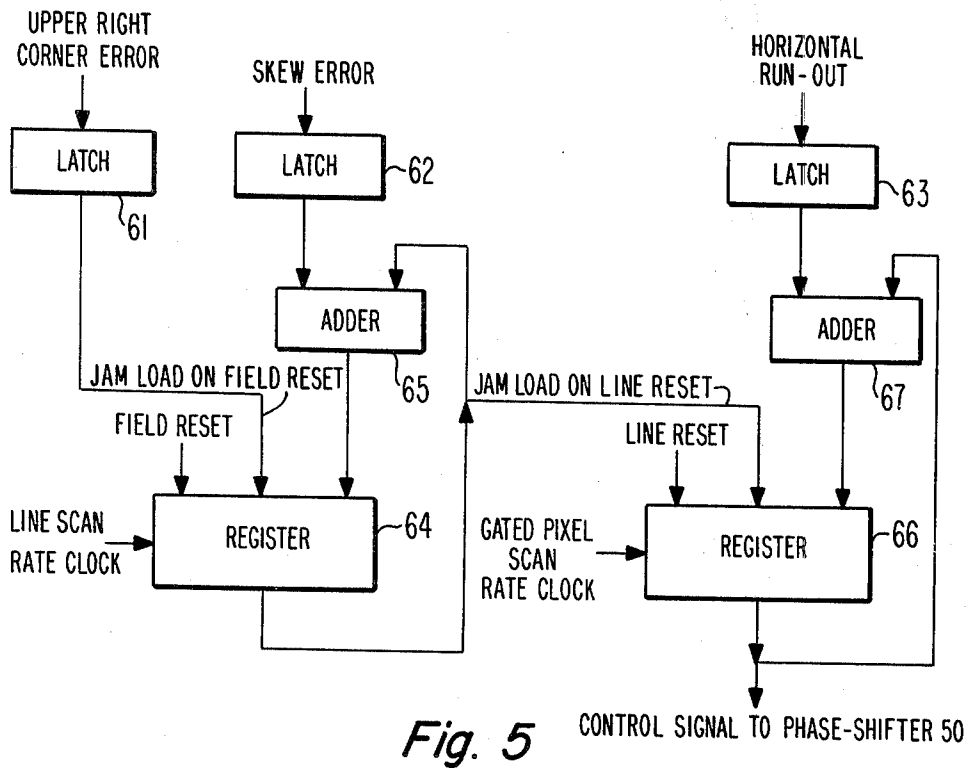 UPPER RIGHT
CORNER ERROR
SKEW ERROR
HORIZONTAL
RUN-OUT
LATCH
61
LATCH
62
LATCH
63
ADDER
65
ADDER
67
JAM LOAD ON FIELD RESET
JAM LOAD ON LINE RESET
FIELD RESET
LINE RESET
LINE SCAN
RATE CLOCK
REGISTER
64
GATED PIXEL
SCAN
RATE CLOCK
REGISTER
66
CONTROL SIGNAL TO PHASE-SHIFTER 50
Fig. 5